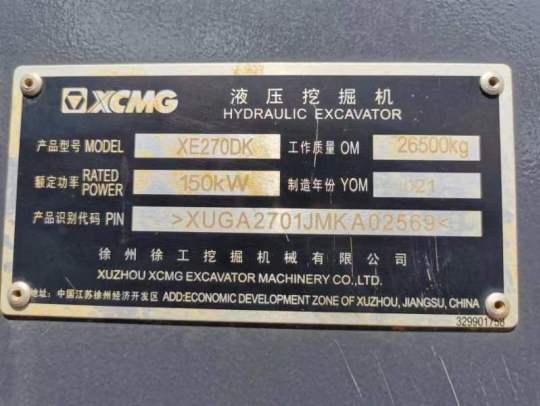 XCMG 液压挖掘机
HYDRAULIC EXCAVATOR
产品型号 MODEL XE270DK 工作质量 OM 26500kg
额定功率 RATED POWER 150kW 制造年份 YOM
产品识别代码 PIN >XUGA2701JMKA02569<
徐州徐工挖掘机械有限公司
XUZHOU XCMG EXCAVATOR MACHINERY CO.,LTD.
地址: 中国江苏徐州经济开发区 ADD:ECONOMIC DEVELOPMENT ZONE OF XUZHOU, JIANGSU, CHINA
329901758